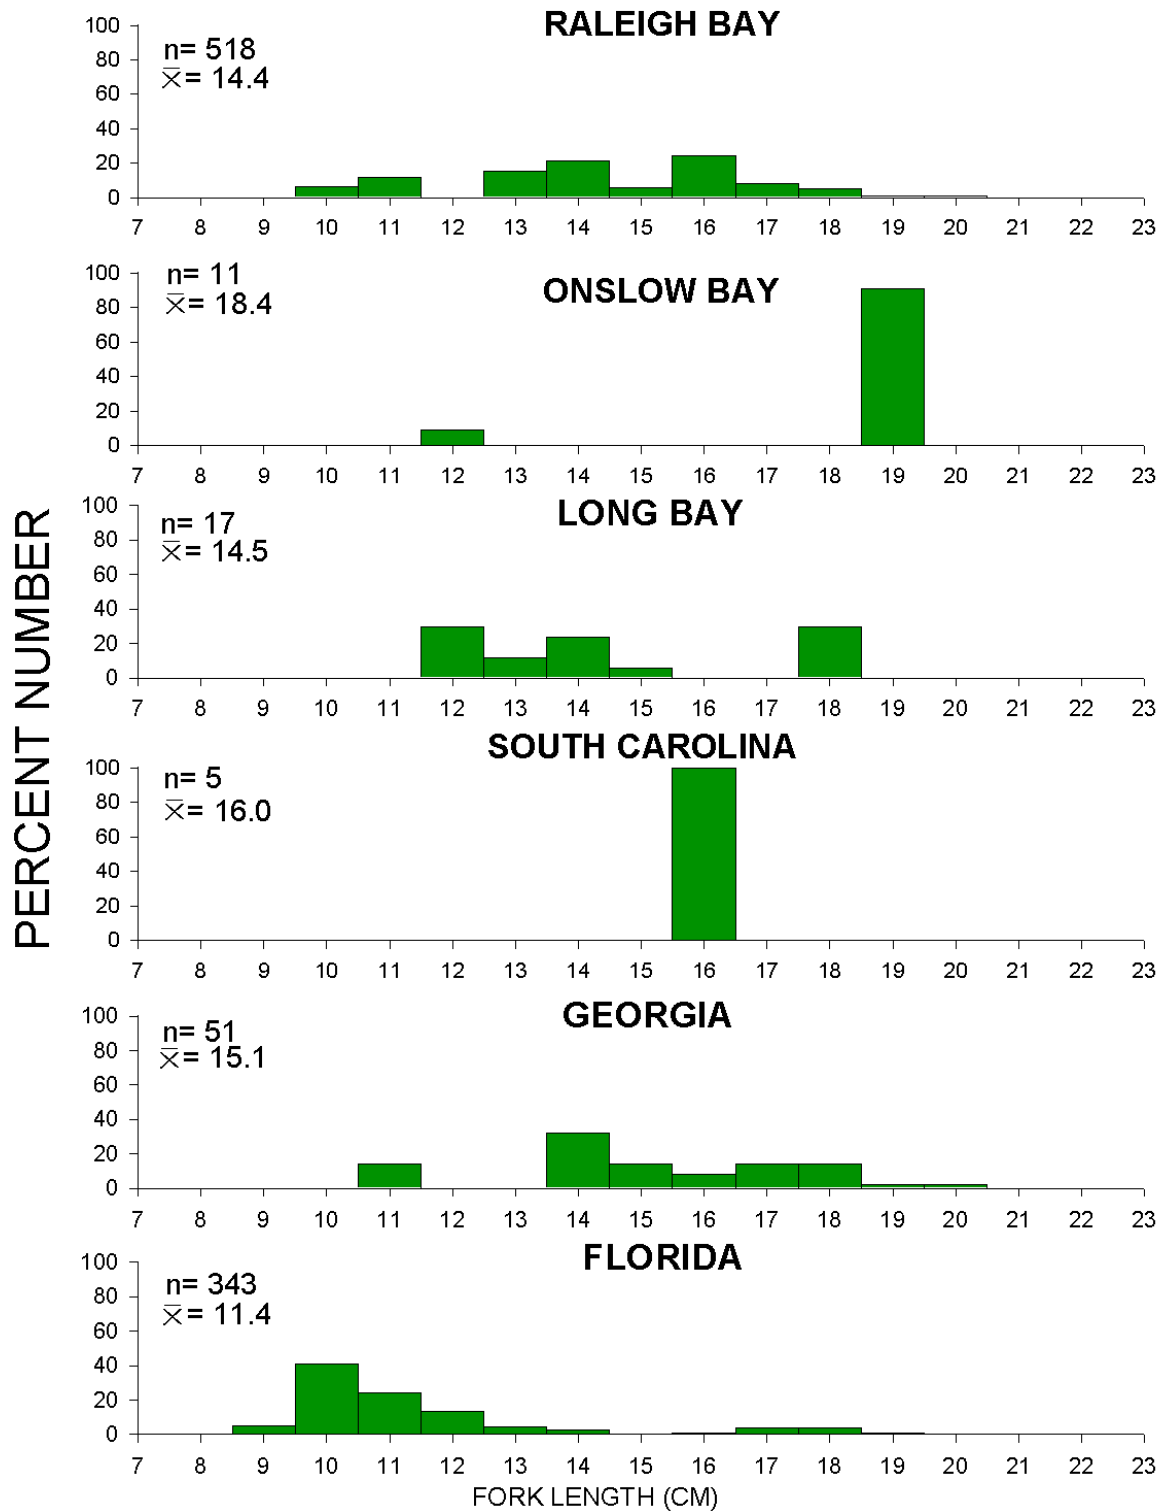 RALEIGH BAY
n= 518
x̅= 14.4
100
80
60
40
20
0
7 8 9 10 11 12 13 14 15 16 17 18 19 20 21 22 23
ONSLOW BAY
n= 11
x̅= 18.4
100
80
60
40
20
0
7 8 9 10 11 12 13 14 15 16 17 18 19 20 21 22 23
LONG BAY
n= 17
x̅= 14.5
100
80
60
40
20
0
7 8 9 10 11 12 13 14 15 16 17 18 19 20 21 22 23
SOUTH CAROLINA
n= 5
x̅= 16.0
100
80
60
40
20
0
7 8 9 10 11 12 13 14 15 16 17 18 19 20 21 22 23
GEORGIA
n= 51
x̅= 15.1
100
80
60
40
20
0
7 8 9 10 11 12 13 14 15 16 17 18 19 20 21 22 23
FLORIDA
n= 343
x̅= 11.4
100
80
60
40
20
0
7 8 9 10 11 12 13 14 15 16 17 18 19 20 21 22 23
FORK LENGTH (CM)
PERCENT NUMBER